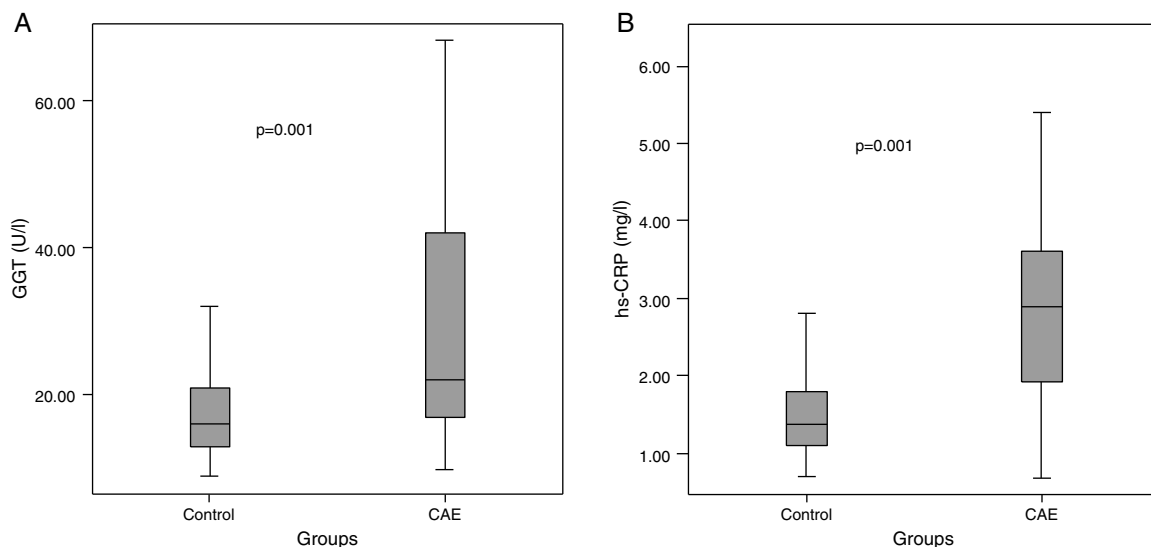 A
GGT (U/l)
60.00
40.00
20.00
p=0.001
Control
CAE
Groups
B
hs-CRP (mg/l)
6.00
5.00
4.00
3.00
2.00
1.00
p=0.001
Control
CAE
Groups